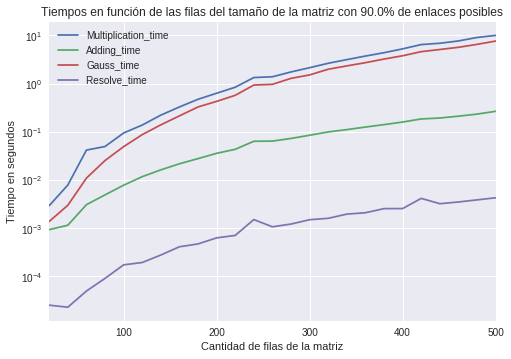 Tiempos en función de las filas del tamaño de la matriz con 90.0% de enlaces posibles
Multiplication_time
Adding_time
Gauss_time
Resolve_time
10¹
10⁰
10⁻¹
10⁻²
10⁻³
10⁻⁴
Tiempo en segundos
100 200 300 400 500
Cantidad de filas de la matriz